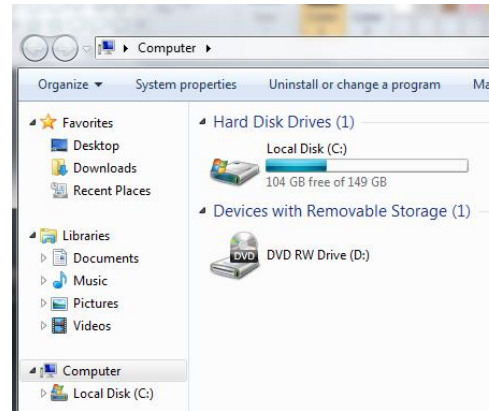 Computer
Organize System properties Uninstall or change a program Ma
Favorites
Desktop
Downloads
Recent Places
Libraries
Documents
Music
Pictures
Videos
Computer
Local Disk (C:)
Hard Disk Drives (1)
Local Disk (C:)
104 GB free of 149 GB
Devices with Removable Storage (1)
DVD
DVD RW Drive (D:)